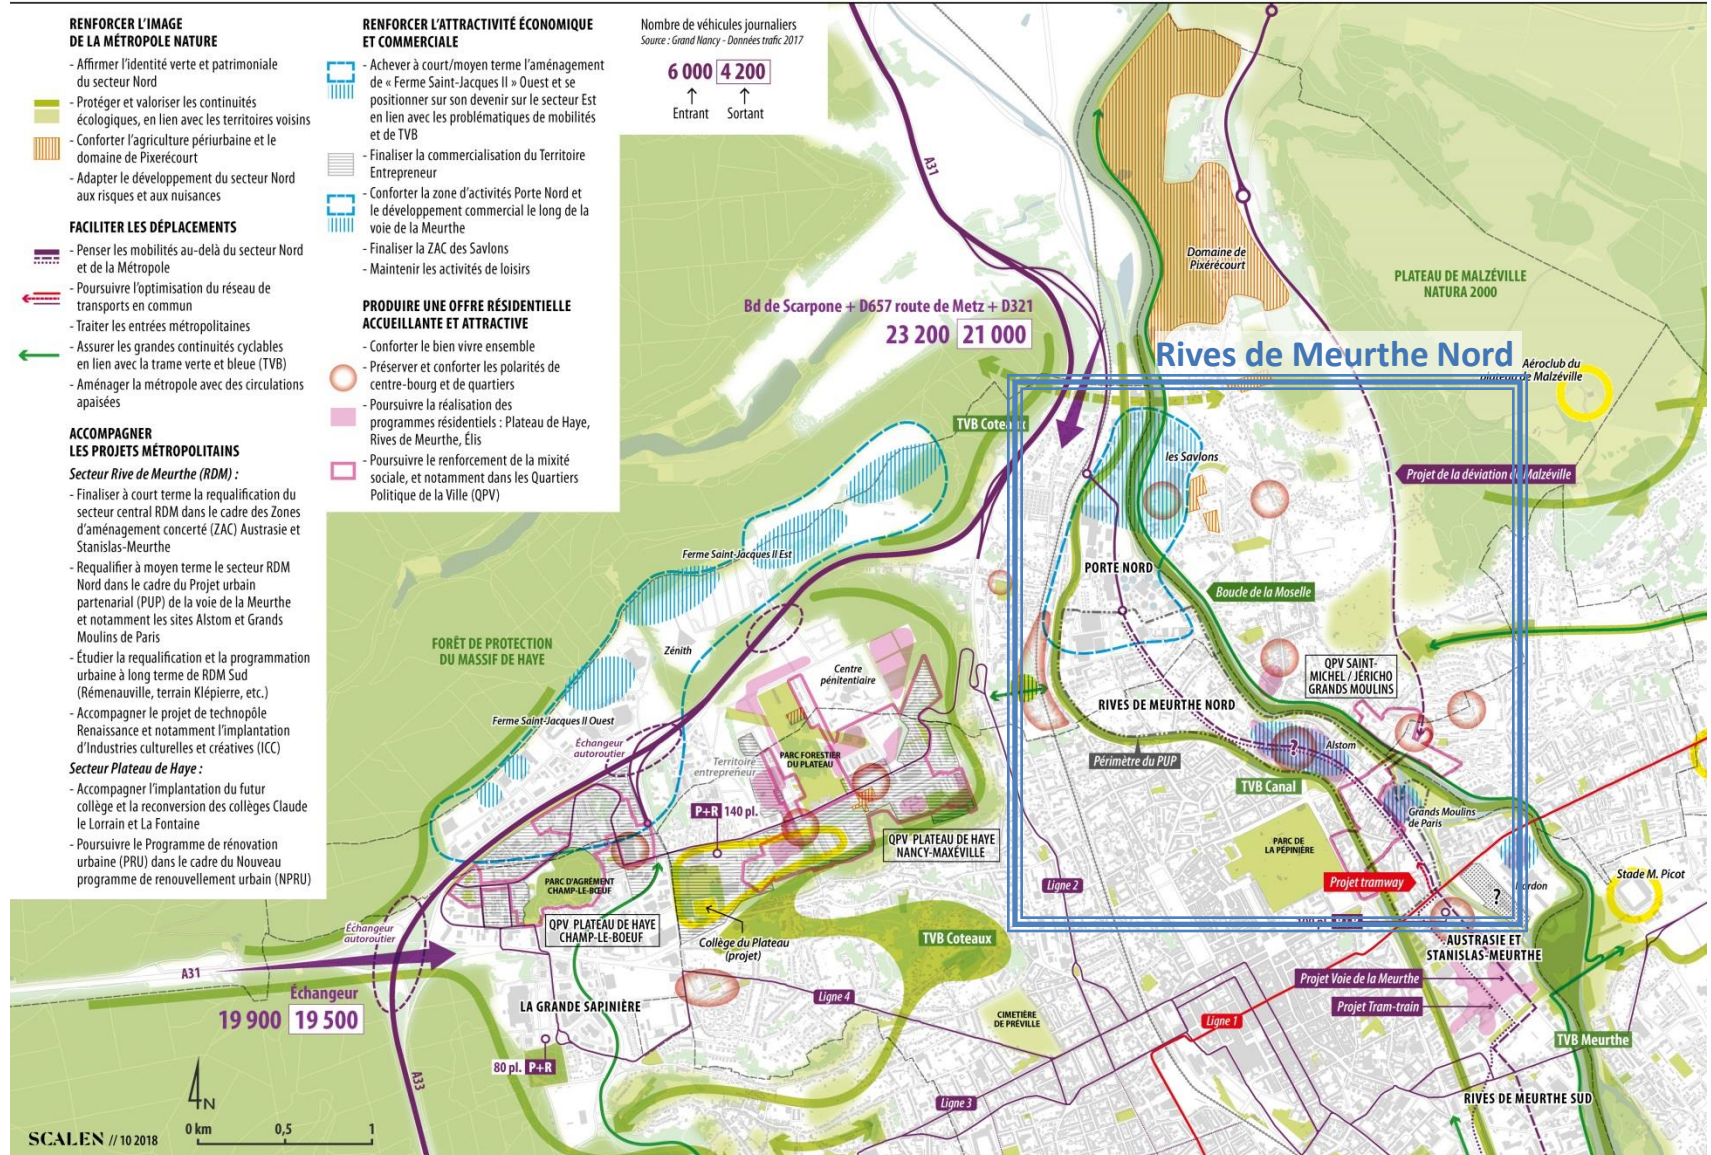 RENFORCER L'IMAGE
DE LA MÉTROPOLE NATURE
- Affirmer l'identité verte et patrimoniale
du secteur Nord
- Protéger et valoriser les continuités
écologiques, en lien avec les territoires voisins
- Conforter l'agriculture périurbaine et le
domaine de Pixerécourt
- Adapter le développement du secteur Nord
aux risques et aux nuisances
FACILITER LES DÉPLACEMENTS
- Penser les mobilités au-delà du secteur Nord
et de la Métropole
- Poursuivre l'optimisation du réseau de
transports en commun
- Traiter les entrées métropolitaines
- Assurer les grandes continuités cyclables
en lien avec la trame verte et bleue (TVB)
- Aménager la métropole avec des circulations
apaisées
ACCOMPAGNER
LES PROJETS MÉTROPOLITAINS
Secteur Rive de Meurthe (RDM) :
- Finaliser à court terme la requalification du
secteur central RDM dans le cadre des Zones
d'aménagement concerté (ZAC) Austrasie et
Stanislas-Meurthe
- Requalifier à moyen terme le secteur RDM
Nord dans le cadre du Projet urbain
partenarial (PUP) de la voie de la Meurthe
et notamment les sites Alstom et Grands
Moulins de Paris
- Étudier la requalification et la programmation
urbaine à long terme de RDM Sud
(Rémenauville, terrain Klépierre, etc.)
- Accompagner le projet de technopôle
Renaissance et notamment l'implantation
d'Industries culturelles et créatives (ICC)
Secteur Plateau de Haye :
- Accompagner l'implantation du futur
collège et la reconversion des collèges Claude
le Lorrain et La Fontaine
- Poursuivre le Programme de rénovation
urbaine (PRU) dans le cadre du Nouveau
programme de renouvellement urbain (NPRU)
RENFORCER L'ATTRACTIVITÉ ÉCONOMIQUE
ET COMMERCIALE
- Achever à court/moyen terme l'aménagement
de « Ferme Saint-Jacques II » Ouest et se
positionner sur son devenir sur le secteur Est
en lien avec les problématiques de mobilités
et de TVB
- Finaliser la commercialisation du Territoire
Entrepreneur
- Conforter la zone d'activités Porte Nord et
le développement commercial le long de la
voie de la Meurthe
- Finaliser la ZAC des Savlons
- Maintenir les activités de loisirs
PRODUIRE UNE OFFRE RÉSIDENTIELLE
ACCUEILLANTE ET ATTRACTIVE
- Conforter le bien vivre ensemble
- Préserver et conforter les polarités de
centre-bourg et de quartiers
- Poursuivre la réalisation des
programmes résidentiels : Plateau de Haye,
Rives de Meurthe, Élis
- Poursuivre le renforcement de la mixité
sociale, et notamment dans les Quartiers
Politique de la Ville (QPV)
Nombre de véhicules journaliers
Source : Grand Nancy - Données trafic 2017
6 000 4 200
Entrant Sortant
A31
Domaine de
Pixérécourt
PLATEAU DE MALZÉVILLE
NATURA 2000
Bd de Scarpone + D657 route de Metz + D321
23 200 21 000
Rives de Meurthe Nord
Aéroclub du
plateau de Malzéville
TVB Coteaux
les Savlons
Projet de la déviation de Malzéville
Ferme Saint-Jacques II Est
PORTE NORD
Boucle de la Moselle
FORÊT DE PROTECTION
DU MASSIF DE HAYE
Zénith
Centre
pénitentiaire
QPV SAINT-
MICHEL / JÉRICHO
GRANDS MOULINS
RIVES DE MEURTHE NORD
Ferme Saint-Jacques II Ouest
Échangeur
autoroutier
Territoire
entrepreneur
PARC FORESTIER
DU PLATEAU
?
Alstom
Périmètre du PUP
TVB Canal
P+R 140 pl.
Grands Moulins
de Paris
QPV PLATEAU DE HAYE
NANCY-MAXÉVILLE
PARC DE
LA PÉPINIÈRE
PARC D'AGRÉMENT
CHAMP-LE-BŒUF
Ligne 2
Projet tramway
?
Stade M. Picot
QPV PLATEAU DE HAYE
CHAMP-LE-BOEUF
Échangeur
autoroutier
Collège du Plateau
(projet)
TVB Coteaux
AUSTRASIE ET
STANISLAS-MEURTHE
A31
Échangeur
19 900 19 500
LA GRANDE SAPINIÈRE
Ligne 4
Projet Voie de la Meurthe
Projet Tram-train
CIMETIÈRE
DE PRÉVILLE
Ligne 1
TVB Meurthe
80 pl. P+R
A33
Ligne 3
RIVES DE MEURTHE SUD
N
0 km 0,5 1
SCALEN // 10 2018